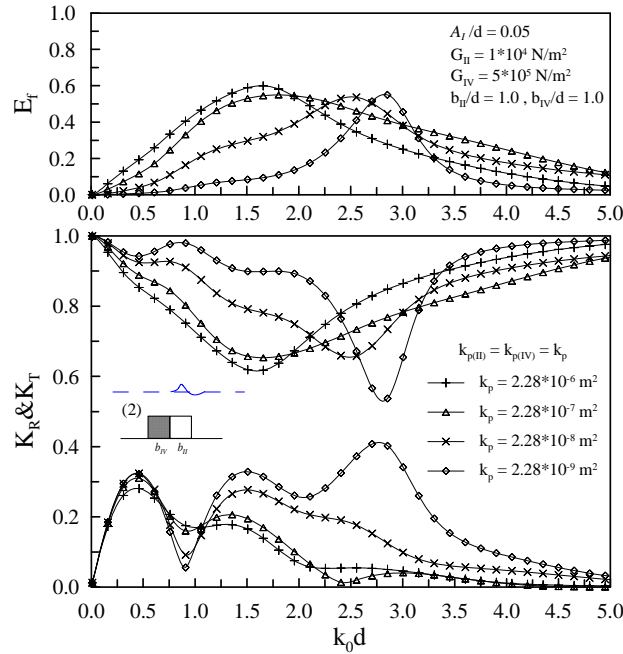 1.0
0.8
0.6
0.4
0.2
0.0
E_f
A_I/d = 0.05
G_II = 1*10^4 N/m^2
G_IV = 5*10^5 N/m^2
b_II/d = 1.0 , b_IV/d = 1.0
0.0 0.5 1.0 1.5 2.0 2.5 3.0 3.5 4.0 4.5 5.0
1.0
0.8
0.6
0.4
0.2
0.0
K_R&K_T
k_p(II) = k_p(IV) = k_p
k_p = 2.28*10^-6 m^2
k_p = 2.28*10^-7 m^2
k_p = 2.28*10^-8 m^2
k_p = 2.28*10^-9 m^2
(2)
b_IV b_II
0.0 0.5 1.0 1.5 2.0 2.5 3.0 3.5 4.0 4.5 5.0
k_0d